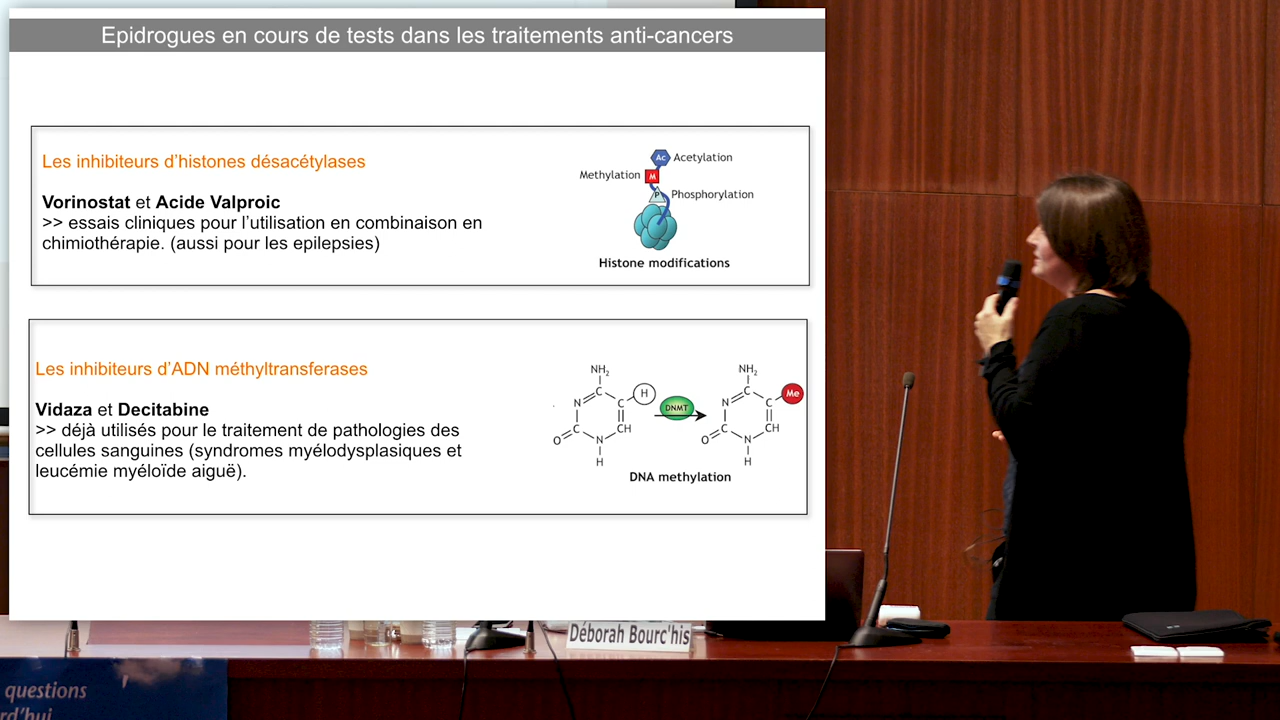 Epidrogues en cours de tests dans les traitements anti-cancers
Les inhibiteurs d’histones désacétylases
Vorinostat et Acide Valproic
>> essais cliniques pour l’utilisation en combinaison en
chimiothérapie. (aussi pour les epilepsies)
Ac Acetylation
Methylation M
P Phosphorylation
Histone modifications
Les inhibiteurs d’ADN méthyltransferases
Vidaza et Decitabine
>> déjà utilisés pour le traitement de pathologies des
cellules sanguines (syndromes myélodysplasiques et
leucémie myéloïde aiguë).
NH₂ NH₂
C H C Me
N C DNMT N C
C CH C CH
O N O N
H H
DNA methylation
Déborah Bourc'his
questions
rd'hui